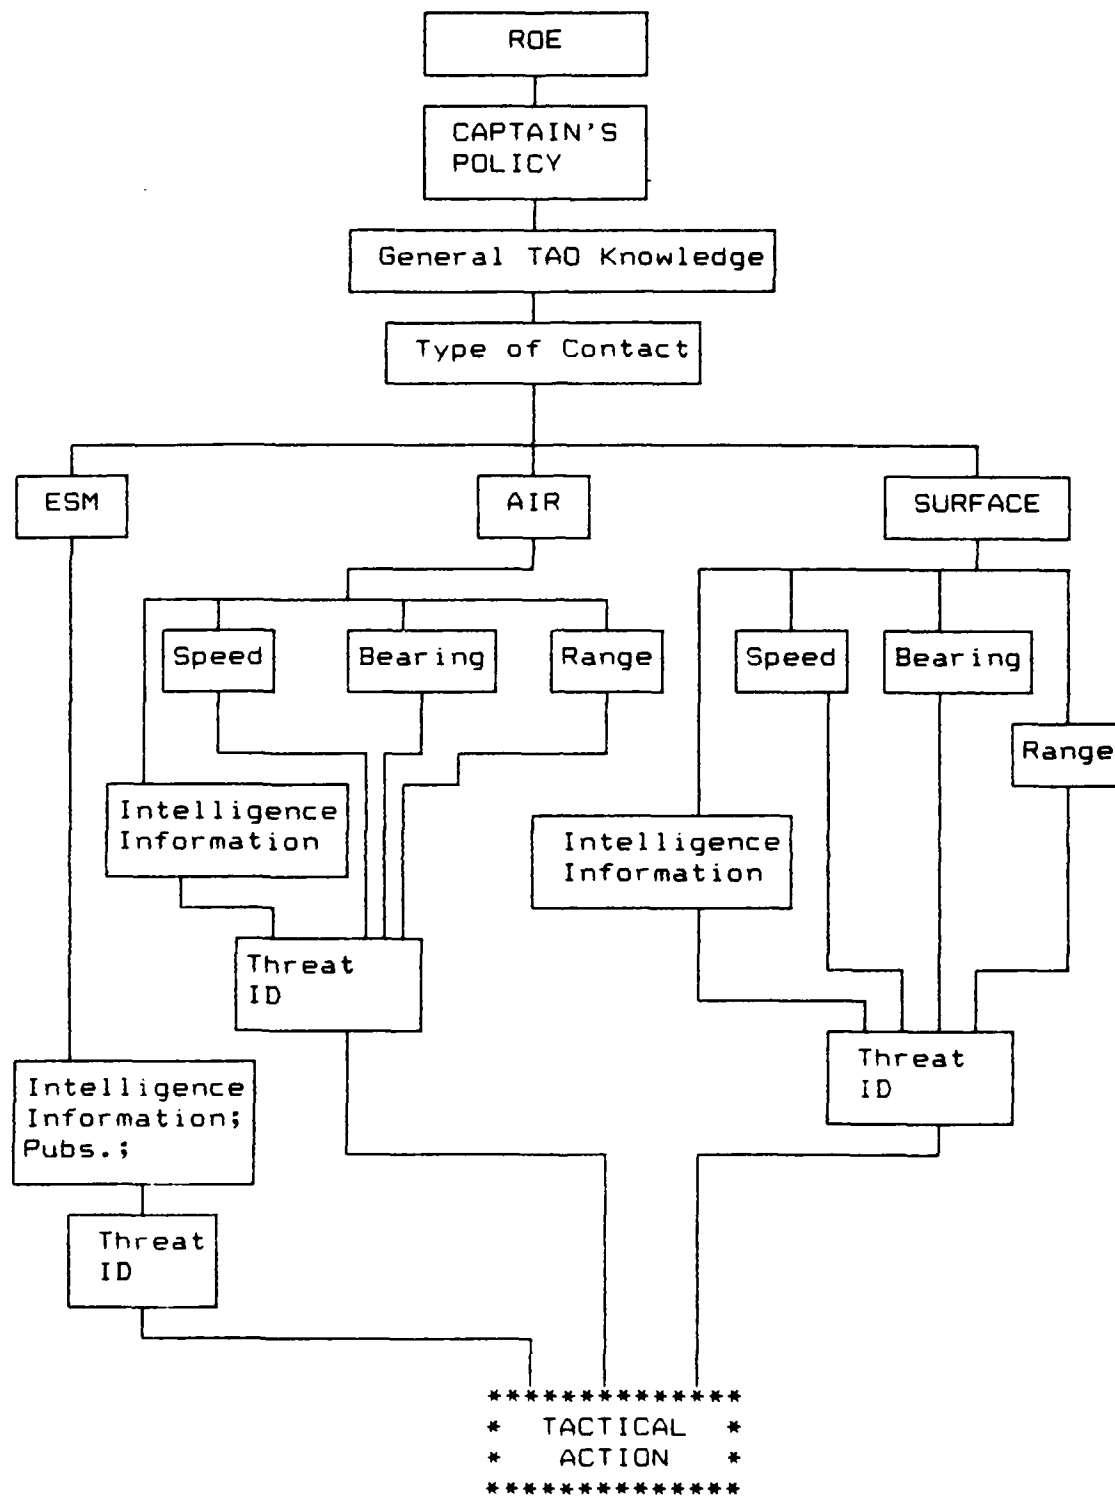 ROE
CAPTAIN'S
POLICY
General TAO Knowledge
Type of Contact
ESM
AIR
SURFACE
Speed
Bearing
Range
Speed
Bearing
Range
Intelligence
Information
Intelligence
Information
Threat
ID
Threat
ID
Intelligence
Information;
Pubs.;
Threat
ID
**************
* TACTICAL *
* ACTION *
**************